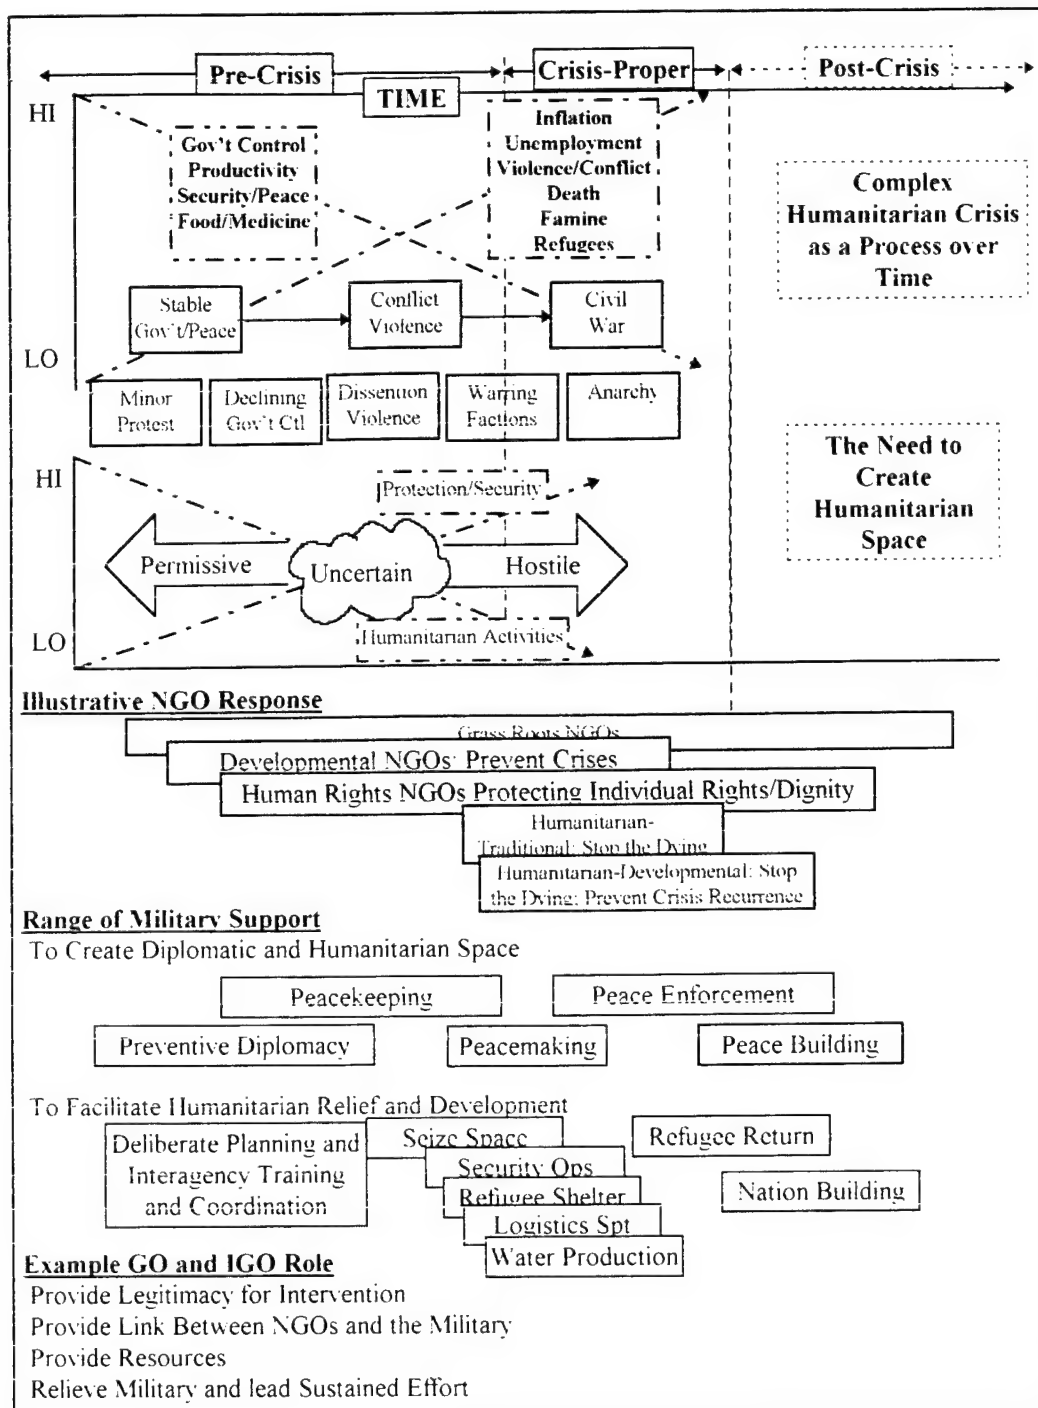 Pre-Crisis
Crisis-Proper
Post-Crisis
TIME
HI
Gov't Control
Productivity
Security/Peace
Food/Medicine
Inflation
Unemployment
Violence/Conflict
Death
Famine
Refugees
Complex
Humanitarian Crisis
as a Process over
Time
Stable
Gov't/Peace
Conflict
Violence
Civil
War
LO
Minor
Protest
Declining
Gov't Ctl
Dissention
Violence
Warring
Factions
Anarchy
The Need to
Create
Humanitarian
Space
HI
Protection/Security
Permissive
Uncertain
Hostile
LO
Humanitarian Activities
Illustrative NGO Response
Grass Roots NGOs
Developmental NGOs: Prevent Crises
Human Rights NGOs Protecting Individual Rights/Dignity
Humanitarian-
Traditional: Stop the Dying
Humanitarian-Developmental: Stop
the Dying; Prevent Crisis Recurrence
Range of Military Support
To Create Diplomatic and Humanitarian Space
Peacekeeping
Peace Enforcement
Preventive Diplomacy
Peacemaking
Peace Building
To Facilitate Humanitarian Relief and Development
Deliberate Planning and
Interagency Training
and Coordination
Seize Space
Security Ops
Refugee Shelter
Logistics Spt
Water Production
Refugee Return
Nation Building
Example GO and IGO Role
Provide Legitimacy for Intervention
Provide Link Between NGOs and the Military
Provide Resources
Relieve Military and lead Sustained Effort